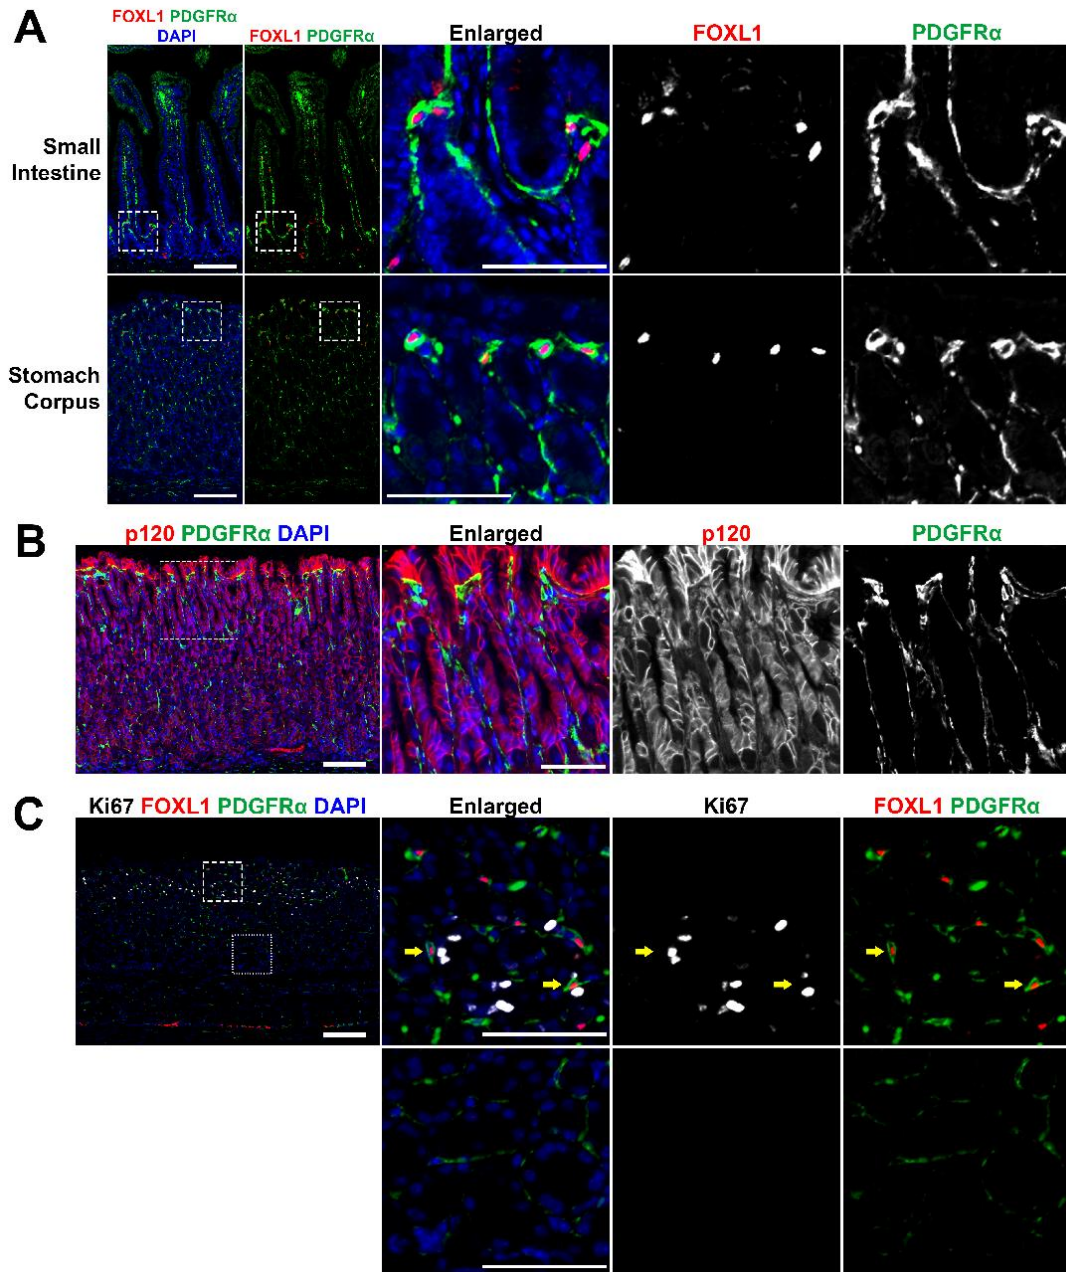 A
FOXL1 PDGFRα
DAPI
FOXL1 PDGFRα
Enlarged
FOXL1
PDGFRα
Small
Intestine
Stomach
Corpus
B
p120 PDGFRα DAPI
Enlarged
p120
PDGFRα
C
Ki67 FOXL1 PDGFRα DAPI
Enlarged
Ki67
FOXL1 PDGFRα